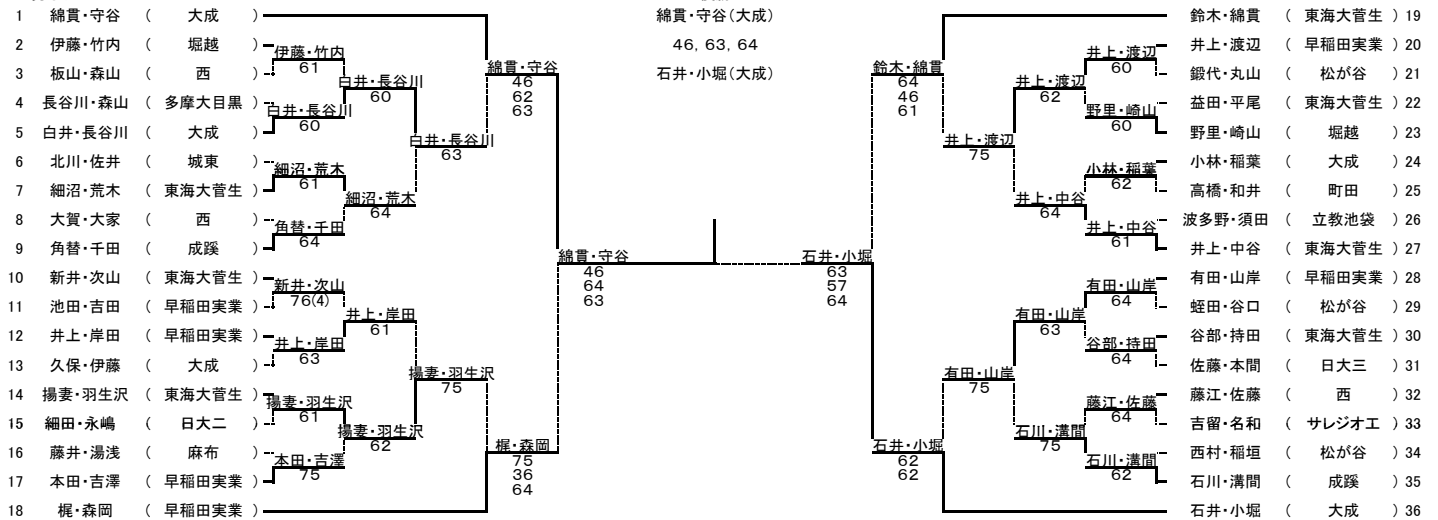 1 綿貫・守谷 ( 大成 )
2 伊藤・竹内 ( 堀越 )
3 板山・森山 ( 西 )
4 長谷川・森山 ( 多摩大目黒 )
5 白井・長谷川 ( 大成 )
6 北川・佐井 ( 城東 )
7 細沼・荒木 ( 東海大菅生 )
8 大賀・大家 ( 西 )
9 角替・千田 ( 成蹊 )
10 新井・次山 ( 東海大菅生 )
11 池田・吉田 ( 早稲田実業 )
12 井上・岸田 ( 早稲田実業 )
13 久保・伊藤 ( 大成 )
14 揚妻・羽生沢 ( 東海大菅生 )
15 細田・永嶋 ( 日大二 )
16 藤井・湯浅 ( 麻布 )
17 本田・吉澤 ( 早稲田実業 )
18 梶・森岡 ( 早稲田実業 )
伊藤・竹内
61
白井・長谷川
60
細沼・荒木
61
角替・千田
64
新井・次山
76(4)
井上・岸田
63
揚妻・羽生沢
61
本田・吉澤
75
白井・長谷川
60
細沼・荒木
64
井上・岸田
61
揚妻・羽生沢
62
白井・長谷川
63
揚妻・羽生沢
75
綿貫・守谷
46
62
63
梶・森岡
75
36
64
綿貫・守谷
46
64
63
綿貫・守谷(大成)
46, 63, 64
石井・小堀(大成)
石井・小堀
63
57
64
鈴木・綿貫
64
46
61
石井・小堀
62
62
井上・渡辺
75
有田・山岸
75
井上・渡辺
62
井上・中谷
64
有田・山岸
63
石川・溝間
75
井上・渡辺
60
野里・崎山
60
小林・稲葉
62
井上・中谷
61
有田・山岸
64
谷部・持田
64
藤江・佐藤
64
石川・溝間
62
鈴木・綿貫 ( 東海大菅生 ) 19
井上・渡辺 ( 早稲田実業 ) 20
鍛代・丸山 ( 松が谷 ) 21
益田・平尾 ( 東海大菅生 ) 22
野里・崎山 ( 堀越 ) 23
小林・稲葉 ( 大成 ) 24
高橋・和井 ( 町田 ) 25
波多野・須田 ( 立教池袋 ) 26
井上・中谷 ( 東海大菅生 ) 27
有田・山岸 ( 早稲田実業 ) 28
蛭田・谷口 ( 松が谷 ) 29
谷部・持田 ( 東海大菅生 ) 30
佐藤・本間 ( 日大三 ) 31
藤江・佐藤 ( 西 ) 32
吉留・名和 ( サレジオ工 ) 33
西村・稲垣 ( 松が谷 ) 34
石川・溝間 ( 成蹊 ) 35
石井・小堀 ( 大成 ) 36